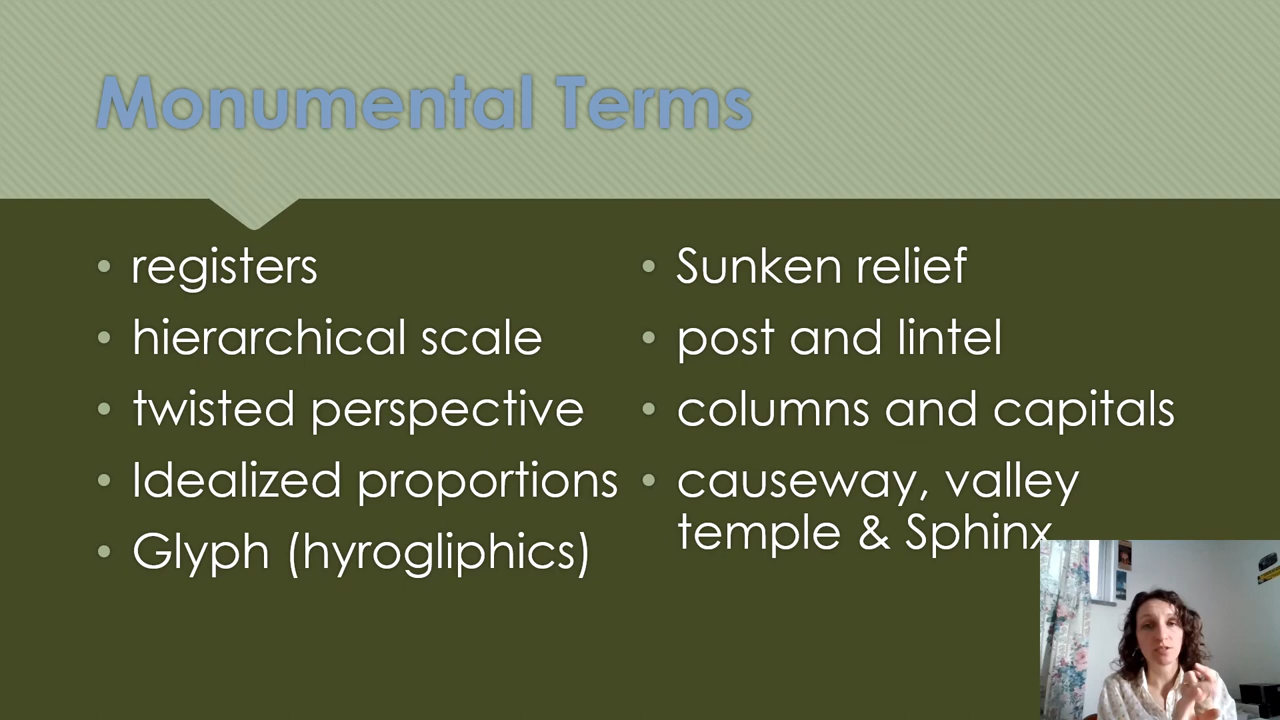 Monumental Terms
• registers
• hierarchical scale
• twisted perspective
• Idealized proportions
• Glyph (hyrogliphics)
• Sunken relief
• post and lintel
• columns and capitals
• causeway, valley
temple & Sphinx